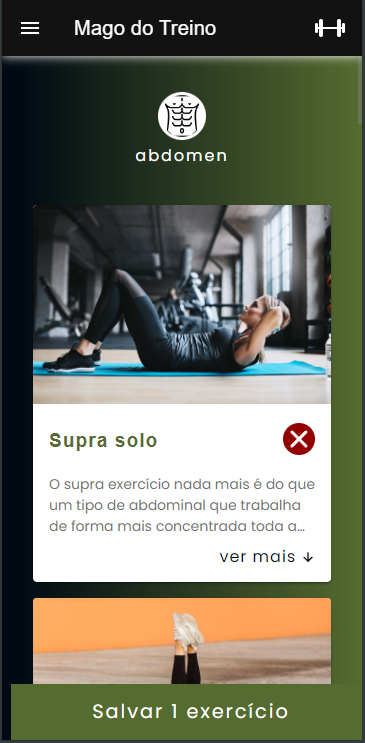 Mago do Treino
abdomen
Supra solo
O supra exercício nada mais é do que
um tipo de abdominal que trabalha
de forma mais concentrada toda a...
ver mais ↓
Salvar 1 exercício